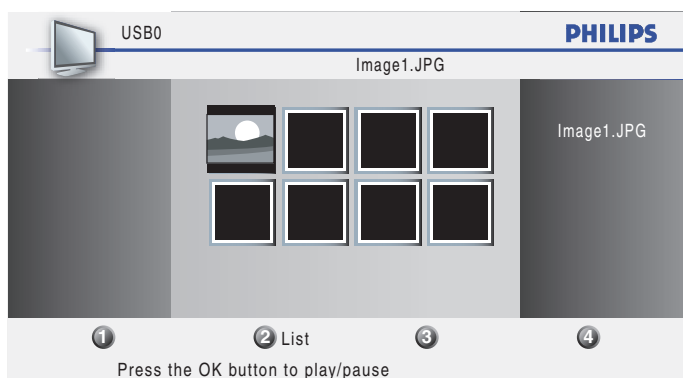 USB0
PHILIPS
Image1.JPG
Image1.JPG
1 2 List 3 4
Press the OK button to play/pause